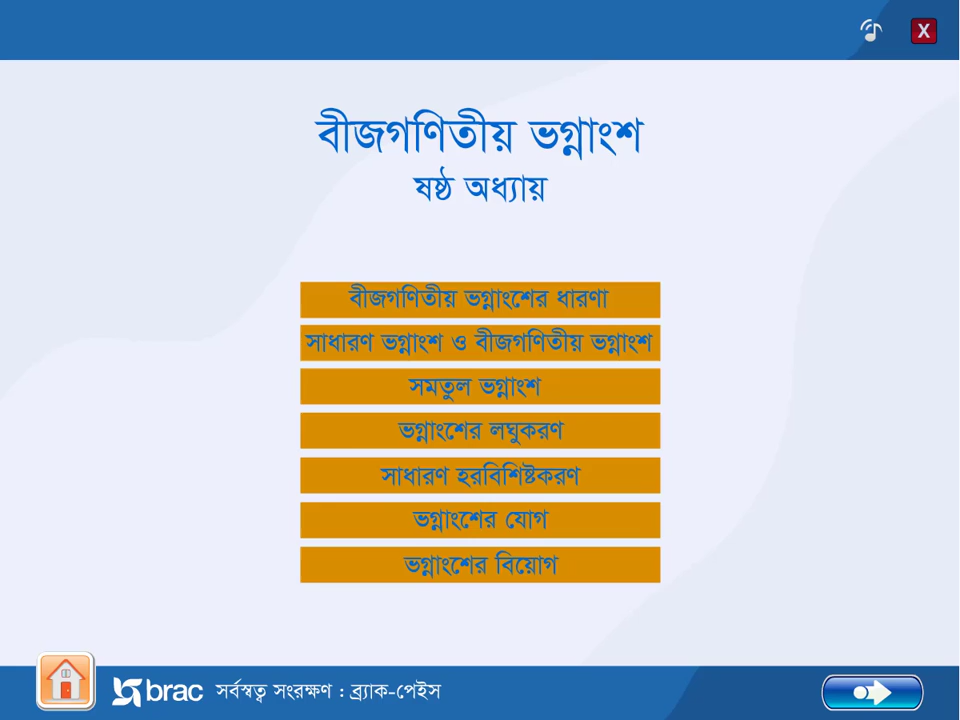 X
বীজগণিতীয় ভগ্নাংশ
ষষ্ঠ অধ্যায়
বীজগণিতীয় ভগ্নাংশের ধারণা
সাধারণ ভগ্নাংশ ও বীজগণিতীয় ভগ্নাংশ
সমতুল ভগ্নাংশ
ভগ্নাংশের লঘুকরণ
সাধারণ হরবিশিষ্টকরণ
ভগ্নাংশের যোগ
ভগ্নাংশের বিয়োগ
brac সর্বস্বত্ব সংরক্ষণ : ব্র্যাক-পেইস